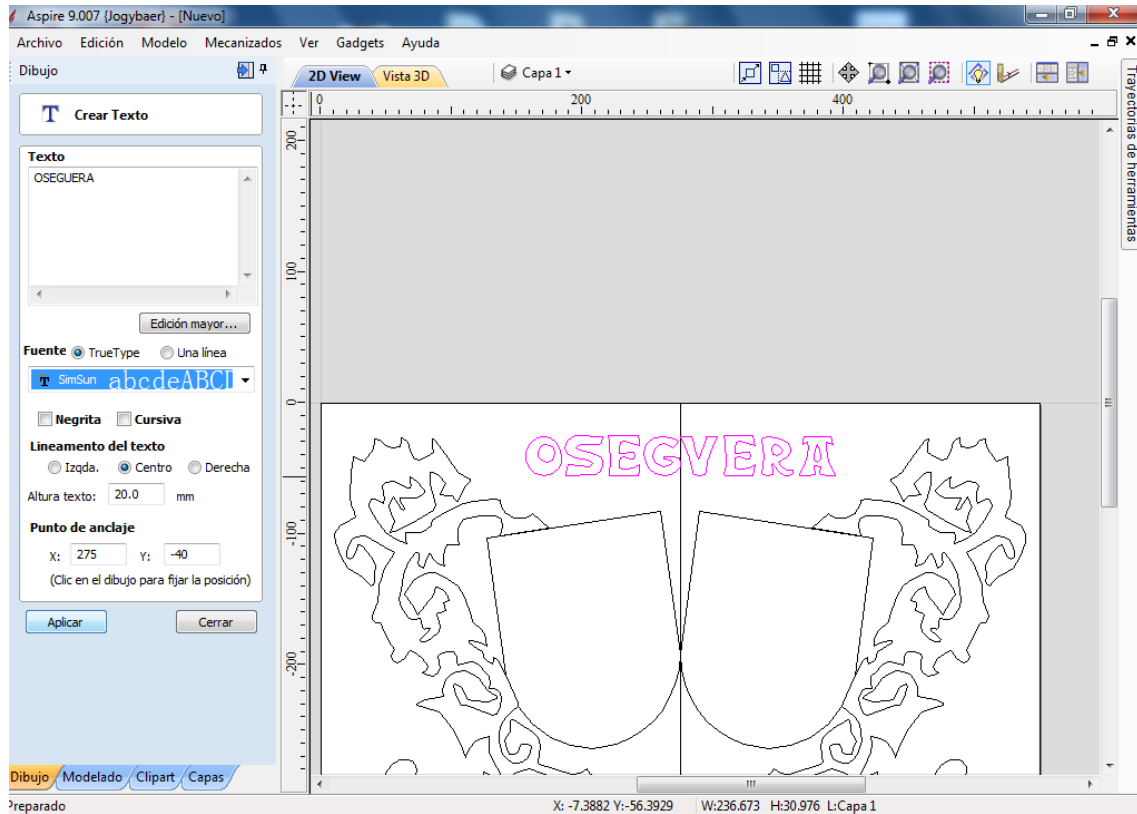 Aspire 9.007 {Jogybaer} - [Nuevo]
Archivo Edición Modelo Mecanizados Ver Gadgets Ayuda
Dibujo
2D View Vista 3D Capa 1
Crear Texto
Texto
OSEGUERA
Edición mayor...
Fuente TrueType Una línea
T SimSun abcdeABCD
Negrita Cursiva
Lineamento del texto
Izqda. Centro Derecha
Altura texto: 20.0 mm
Punto de anclaje
X: 275 Y: -40
(Clic en el dibujo para fijar la posición)
Aplicar Cerrar
Dibujo Modelado Clipart Capas
0 200 400
200
100
0
-100
-200
OSEGVERA
Trayectorias de herramientas
Preparado X: -7.3882 Y:-56.3929 W:236.673 H:30.976 L:Capa 1